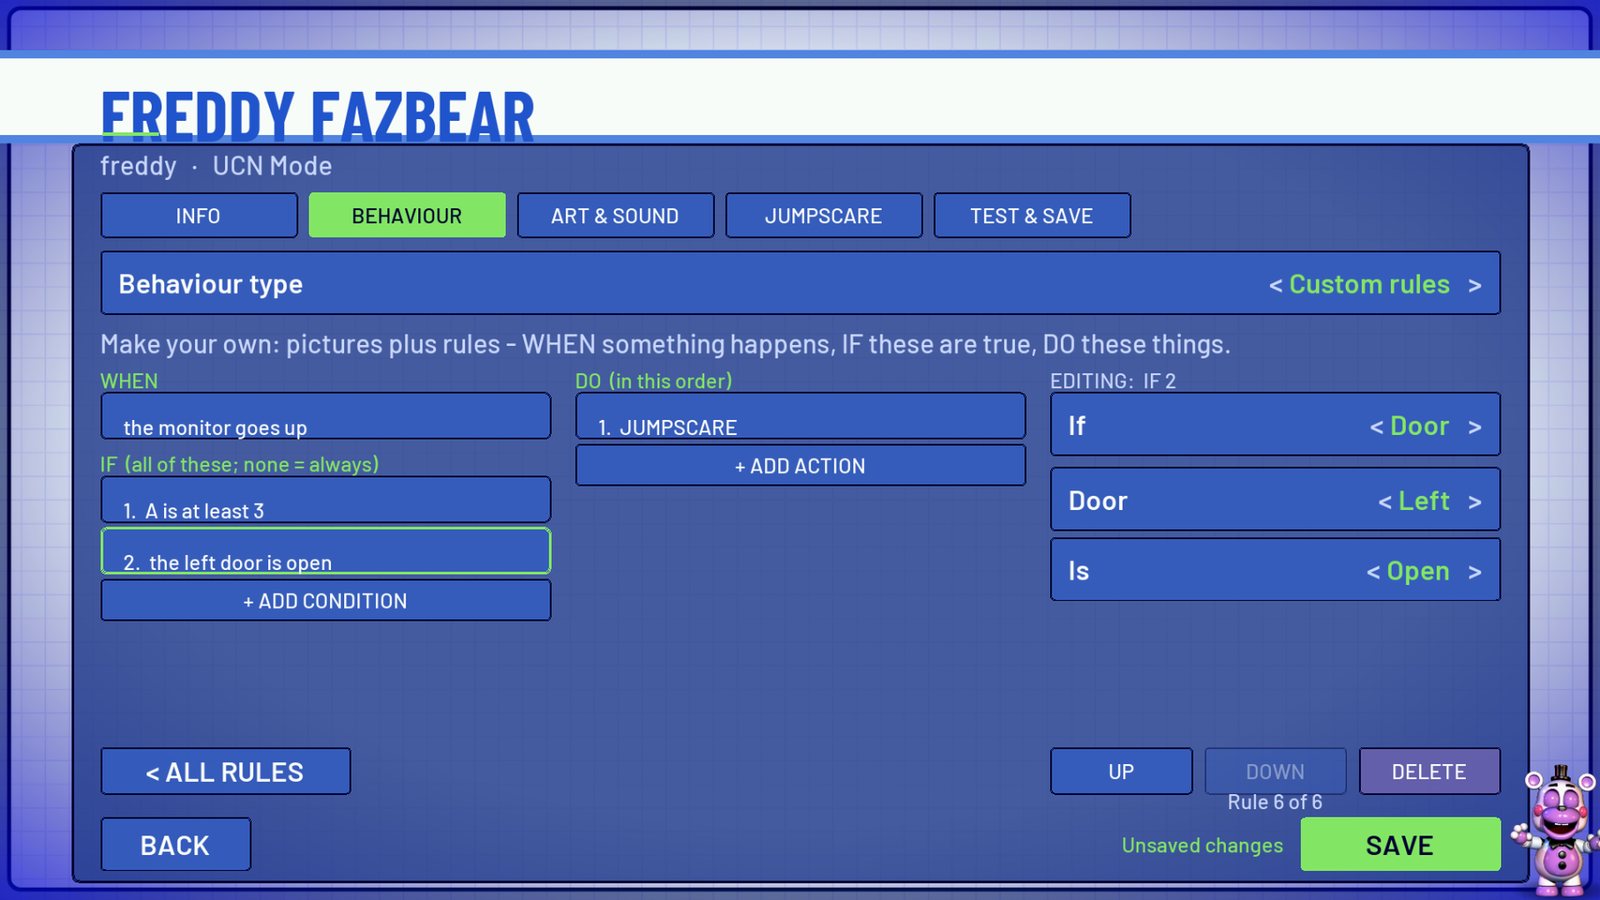 FREDDY FAZBEAR
freddy · UCN Mode
INFO
BEHAVIOUR
ART & SOUND
JUMPSCARE
TEST & SAVE
Behaviour type
< Custom rules >
Make your own: pictures plus rules - WHEN something happens, IF these are true, DO these things.
WHEN
the monitor goes up
IF (all of these; none = always)
1. A is at least 3
2. the left door is open
+ ADD CONDITION
DO (in this order)
1. JUMPSCARE
+ ADD ACTION
EDITING: IF 2
If < Door >
Door < Left >
Is < Open >
< ALL RULES
UP
DOWN
DELETE
Rule 6 of 6
BACK
Unsaved changes
SAVE